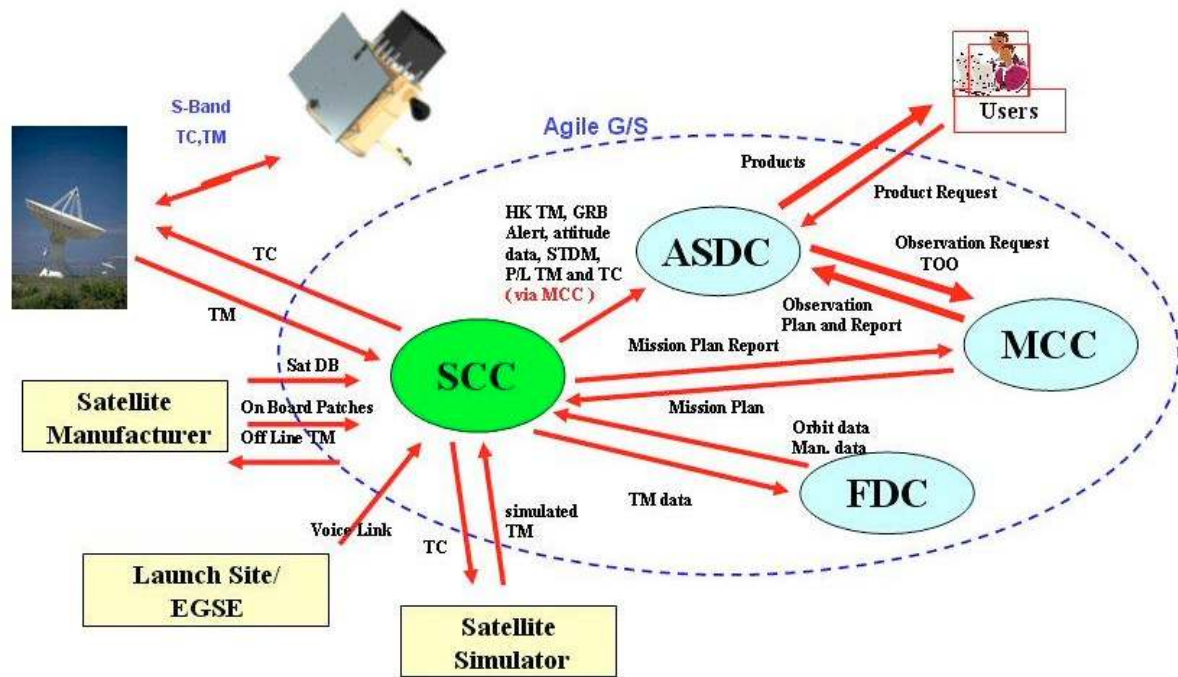 S-Band
TC,TM
Agile G/S
Users
Products
Product Request
HK TM, GRB
Alert, attitude
data, STDM,
P/L TM and TC
( via MCC )
ASDC
Observation Request
TOO
Observation
Plan and Report
MCC
TC
TM
SCC
Mission Plan Report
Mission Plan
Sat DB
Satellite
Manufacturer
On Board Patches
Off Line TM
Orbit data
Man. data
FDC
TM data
Voice Link
TC
simulated
TM
Launch Site/
EGSE
Satellite
Simulator